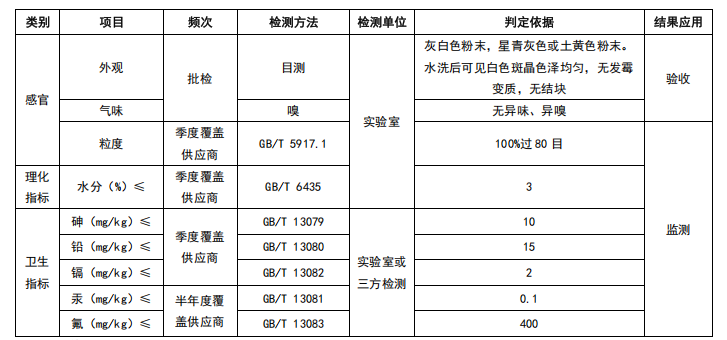 类别 项目 频次 检测方法 检测单位 判定依据 结果应用
感官 外观 批检 目测 实验室 灰白色粉末，星青灰色或土黄色粉末。
水洗后可见白色斑晶色泽均匀，无发霉
变质，无结块 验收
气味 嗅 无异味、异嗅
粒度 季度覆盖
供应商 GB/T 5917.1 100%过 80 目 监测
理化
指标 水分（%）≤ 季度覆盖
供应商 GB/T 6435 3
卫生
指标 砷（mg/kg）≤ 季度覆盖
供应商 GB/T 13079 实验室或
三方检测 10
铅（mg/kg）≤ GB/T 13080 15
镉（mg/kg）≤ GB/T 13082 2
汞（mg/kg）≤ 半年度覆
盖供应商 GB/T 13081 0.1
氟（mg/kg）≤ GB/T 13083 400